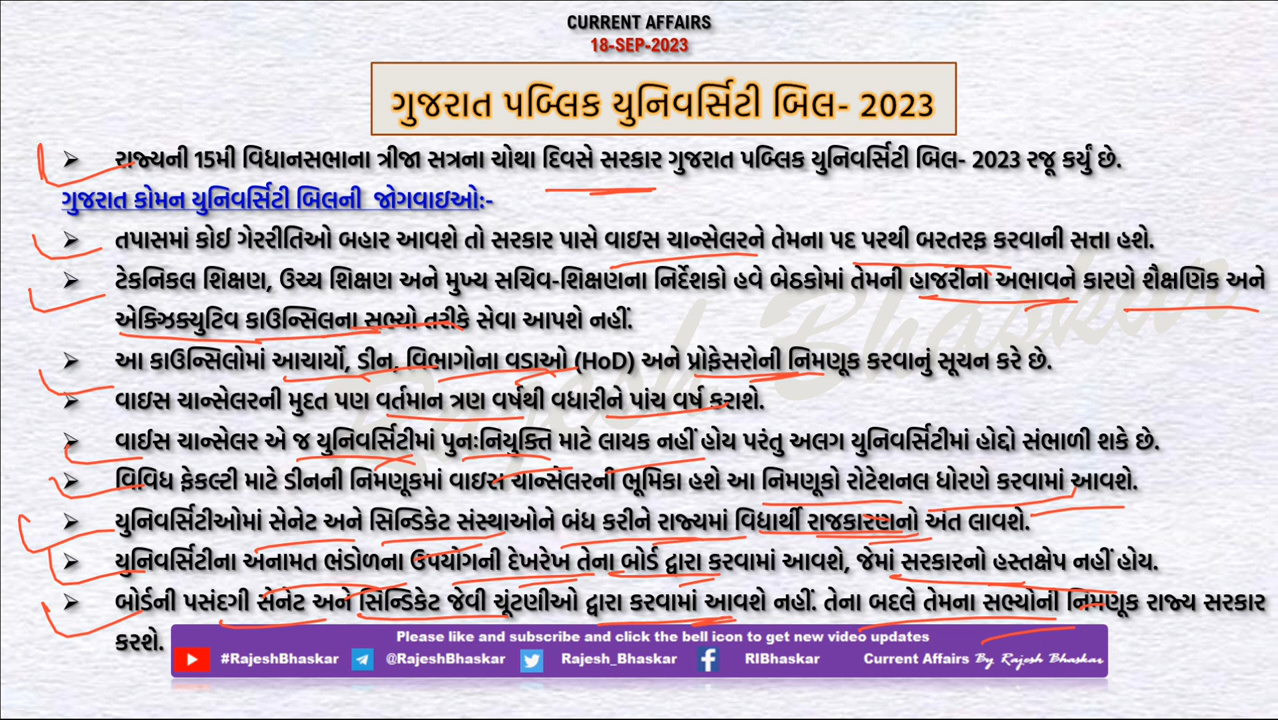 CURRENT AFFAIRS
18-SEP-2023
ગુજરાત પબ્લિક યુનિવર્સિટી બિલ- 2023
➢ રાજ્યની 15મી વિધાનસભાના ત્રીજા સત્રના ચોથા દિવસે સરકાર ગુજરાત પબ્લિક યુનિવર્સિટી બિલ- 2023 રજૂ કર્યું છે.
ગુજરાત કોમન યુનિવર્સિટી બિલની જોગવાઇઓ:-
➢ તપાસમાં કોઈ ગેરરીતિઓ બહાર આવશે તો સરકાર પાસે વાઇસ ચાન્સેલરને તેમના પદ પરથી બરતરફ કરવાની સત્તા હશે.
➢ ટેકનિકલ શિક્ષણ, ઉચ્ચ શિક્ષણ અને મુખ્ય સચિવ-શિક્ષણના નિર્દેશકો હવે બેઠકોમાં તેમની હાજરીનો અભાવને કારણે શૈક્ષણિક અને
એક્ઝિક્યુટિવ કાઉન્સિલના સભ્યો તરીકે સેવા આપશે નહીં.
➢ આ કાઉન્સિલોમાં આચાર્યો, ડીન, વિભાગોના વડાઓ (HoD) અને પ્રોફેસરોની નિમણૂક કરવાનું સૂચન કરે છે.
➢ વાઇસ ચાન્સેલરની મુદત પણ વર્તમાન ત્રણ વર્ષથી વધારીને પાંચ વર્ષ કરાશે.
➢ વાઈસ ચાન્સેલર એ જ યુનિવર્સિટીમાં પુનઃનિયુક્તિ માટે લાયક નહીં હોય પરંતુ અલગ યુનિવર્સિટીમાં હોદ્દો સંભાળી શકે છે.
➢ વિવિધ ફેકલ્ટી માટે ડીનની નિમણૂકમાં વાઇસ ચાન્સેલરની ભૂમિકા હશે આ નિમણૂકો રોટેશનલ ધોરણે કરવામાં આવશે.
➢ યુનિવર્સિટીઓમાં સેનેટ અને સિન્ડિકેટ સંસ્થાઓને બંધ કરીને રાજ્યમાં વિદ્યાર્થી રાજકારણનો અંત લાવશે.
➢ યુનિવર્સિટીના અનામત ભંડોળના ઉપયોગની દેખરેખ તેના બોર્ડ દ્વારા કરવામાં આવશે, જેમાં સરકારનો હસ્તક્ષેપ નહીં હોય.
➢ બોર્ડની પસંદગી સેનેટ અને સિન્ડિકેટ જેવી ચૂંટણીઓ દ્વારા કરવામાં આવશે નહીં. તેના બદલે તેમના સભ્યોની નિમણૂક રાજ્ય સરકાર
કરશે.
Please like and subscribe and click the bell icon to get new video updates
#RajeshBhaskar @RajeshBhaskar Rajesh_Bhaskar RIBhaskar Current Affairs By Rajesh Bhaskar
Rajesh Bhaskar